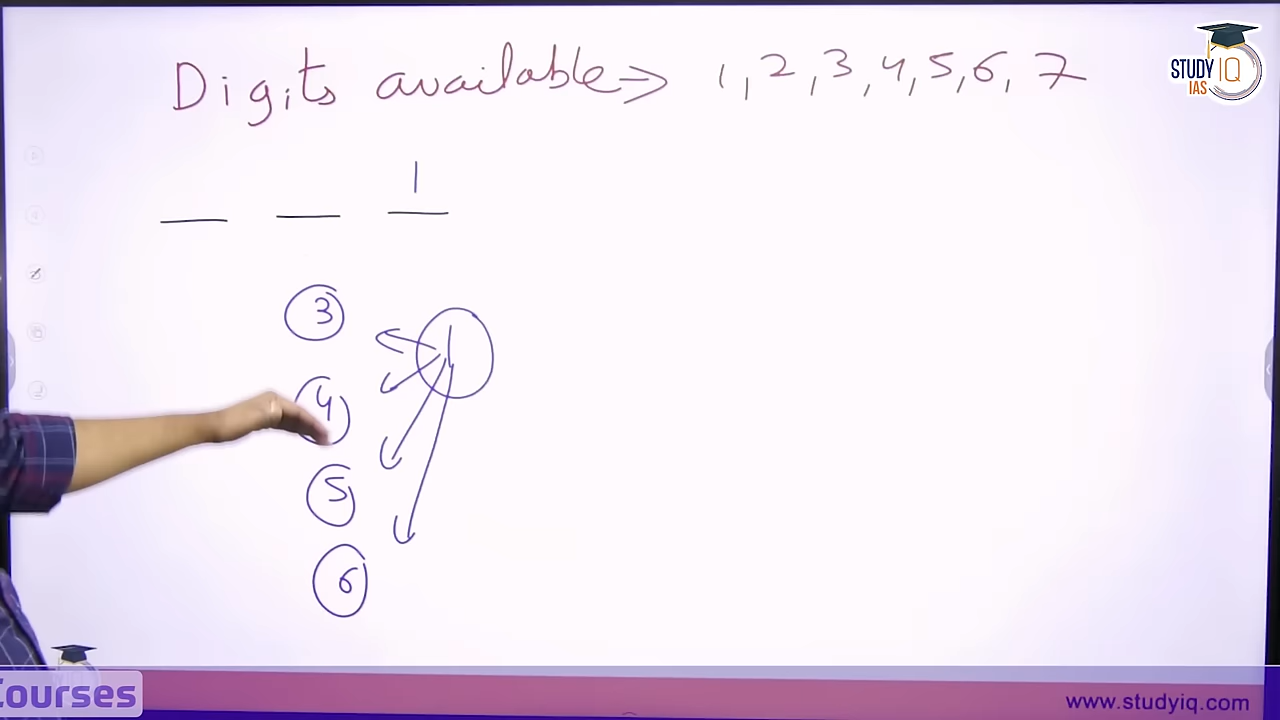 Digits available => 1, 2, 3, 4, 5, 6, 7
STUDY IQ
IAS
1
3
1
4
5
6
Courses
www.studyiq.com